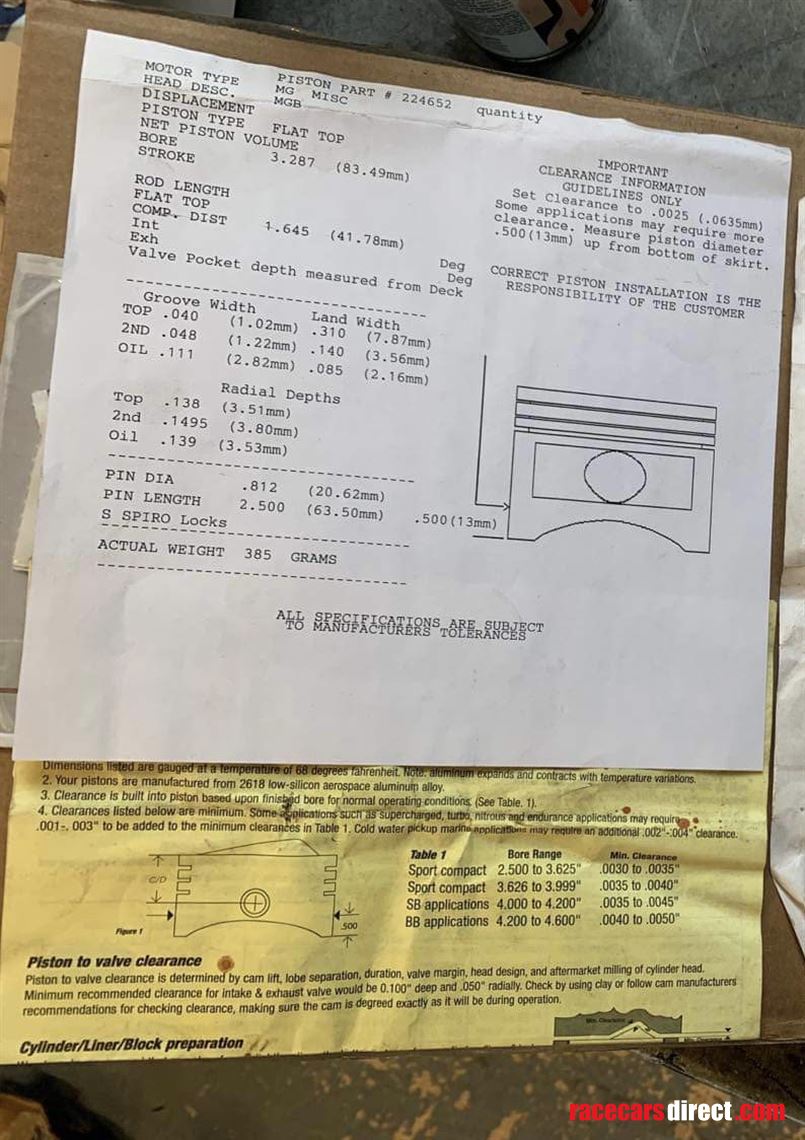 MOTOR TYPE PISTON PART # 224652 quantity
HEAD DESC. MG MISC
DISPLACEMENT MGB
PISTON TYPE FLAT TOP
NET PISTON VOLUME
BORE 3.287 (83.49mm)
STROKE
ROD LENGTH
FLAT TOP
COMP. DIST 1.645 (41.78mm)
Int Deg
Exh Deg
Valve Pocket depth measured from Deck
IMPORTANT
CLEARANCE INFORMATION
GUIDELINES ONLY
Set Clearance to .0025 (.0635mm)
Some applications may require more
clearance. Measure piston diameter
.500(13mm) up from bottom of skirt.
CORRECT PISTON INSTALLATION IS THE
RESPONSIBILITY OF THE CUSTOMER
Groove Width Land Width
TOP .040 (1.02mm) .310 (7.87mm)
2ND .048 (1.22mm) .140 (3.56mm)
OIL .111 (2.82mm) .085 (2.16mm)
Radial Depths
Top .138 (3.51mm)
2nd .1495 (3.80mm)
Oil .139 (3.53mm)
PIN DIA .812 (20.62mm)
PIN LENGTH 2.500 (63.50mm)
S SPIRO Locks
.500(13mm)
ACTUAL WEIGHT 385 GRAMS
ALL SPECIFICATIONS ARE SUBJECT
TO MANUFACTURERS TOLERANCES
Dimensions listed are gauged at a temperature of 68 degrees fahrenheit. Note: aluminum expands and contracts with temperature variations.
2. Your pistons are manufactured from 2618 low-silicon aerospace aluminum alloy.
3. Clearance is built into piston based upon finished bore for normal operating conditions. (See Table. 1).
4. Clearances listed below are minimum. Some applications such as supercharged, turbo, nitrous and endurance applications may require
.001-.003" to be added to the minimum clearances in Table 1. Cold water pickup marine applications may require an additional .002"-.004" clearance.
C/D
.500
Figure 1
Table 1 Bore Range Min. Clearance
Sport compact 2.500 to 3.625" .0030 to .0035"
Sport compact 3.626 to 3.999" .0035 to .0040"
SB applications 4.000 to 4.200" .0035 to .0045"
BB applications 4.200 to 4.600" .0040 to .0050"
Piston to valve clearance
Piston to valve clearance is determined by cam lift, lobe separation, duration, valve margin, head design, and aftermarket milling of cylinder head.
Minimum recommended clearance for intake & exhaust valve would be 0.100" deep and .050" radially. Check by using clay or follow cam manufacturers
recommendations for checking clearance, making sure the cam is degreed exactly as it will be during operation.
Min. Clearance
Cylinder/Liner/Block preparation
racecarsdirect.com